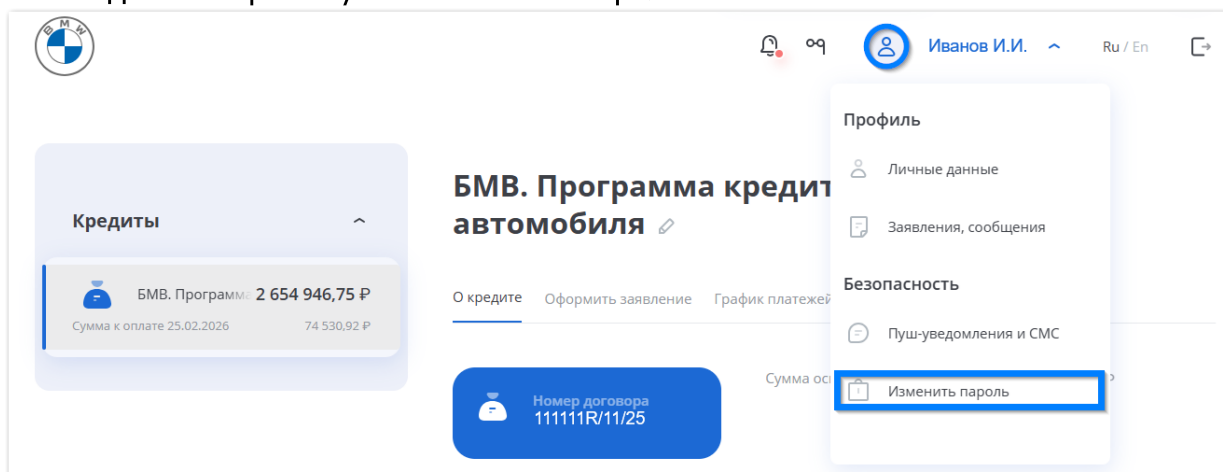 BMW
Иванов И.И.
Ru / En
Профиль
Личные данные
Заявления, сообщения
Безопасность
Пуш-уведомления и СМС
Изменить пароль
Кредиты
БМВ. Программа 2 654 946,75 ₽
Сумма к оплате 25.02.2026 74 530,92 ₽
БМВ. Программа кредит
автомобиля
О кредите Оформить заявление График платежей
Номер договора
111111R/11/25
Сумма